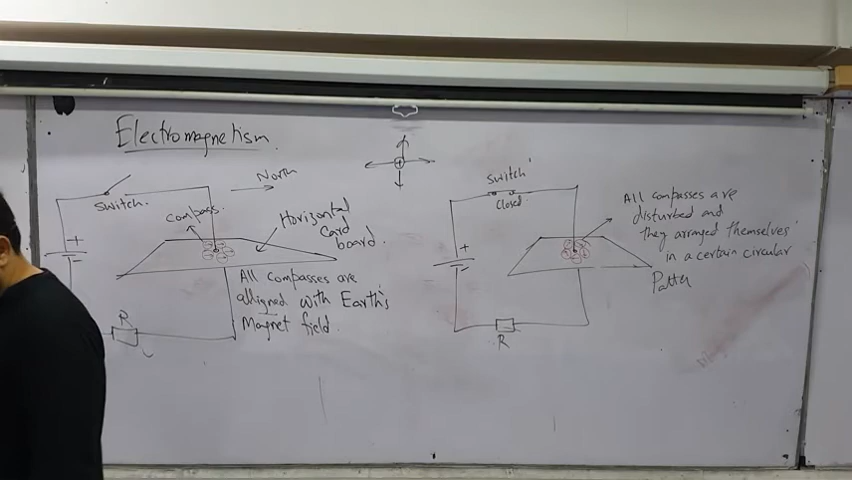 Electromagnetism.
North
Switch.
Compass.
Horizontal
Card
board.
+
All Compasses are
alligned with Earth's
Magnet field.
R
+
Switch
Closed
+
R
All Compasses are
disturbed and
they arranged themselves
in a certain circular